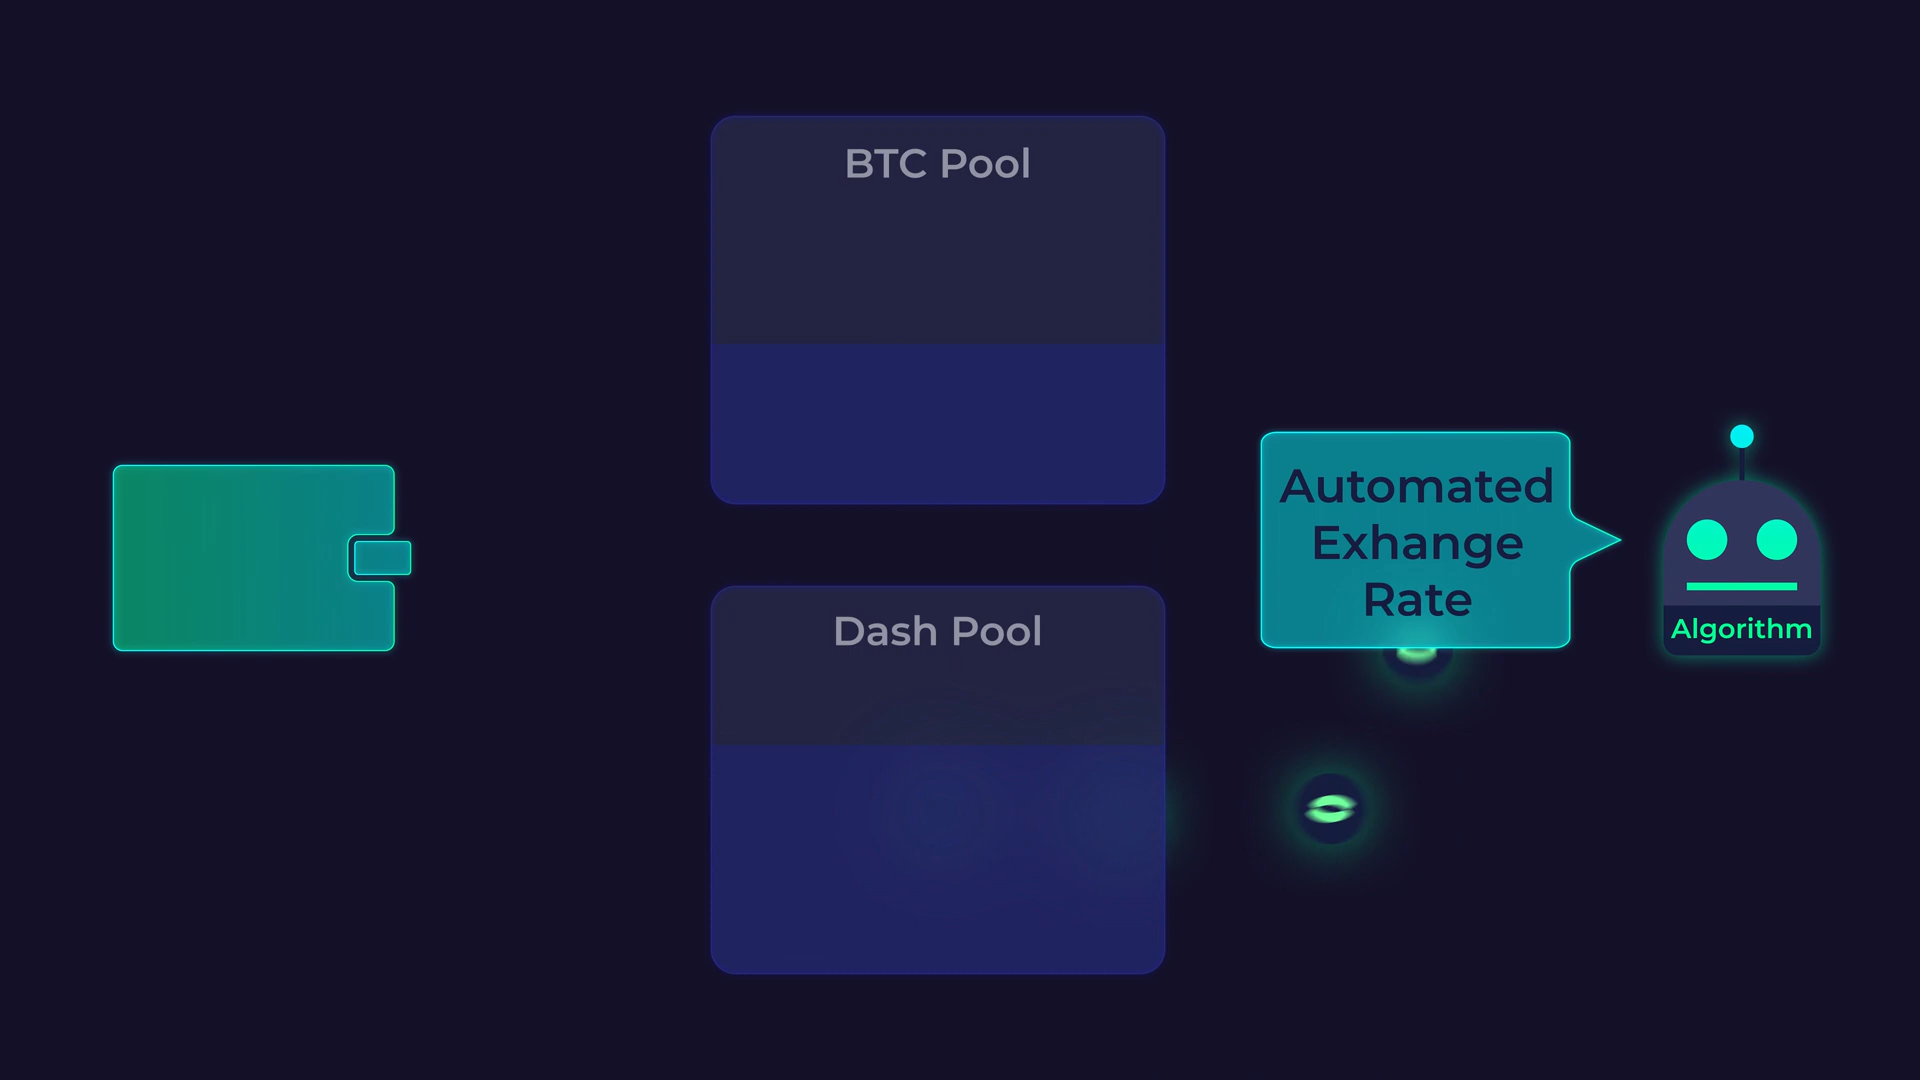 BTC Pool
Automated
Exhange
Rate
Algorithm
Dash Pool